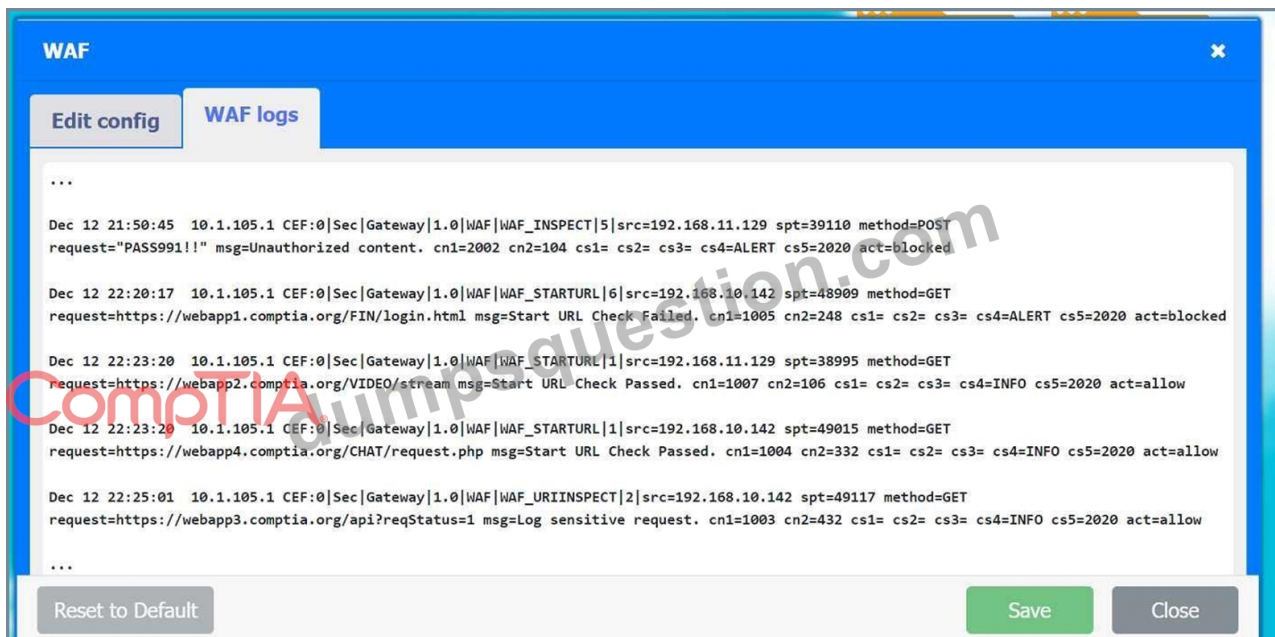 WAF
×
Edit config
WAF logs
...
Dec 12 21:50:45 10.1.105.1 CEF:0|Sec|Gateway|1.0|WAF|WAF_INSPECT|5|src=192.168.11.129 spt=39110 method=POST
request="PASS991!!" msg=Unauthorized content. cn1=2002 cn2=104 cs1= cs2= cs3= cs4=ALERT cs5=2020 act=blocked
Dec 12 22:20:17 10.1.105.1 CEF:0|Sec|Gateway|1.0|WAF|WAF_STARTURL|6|src=192.168.10.142 spt=48909 method=GET
request=https://webapp1.comptia.org/FIN/login.html msg=Start URL Check Failed. cn1=1005 cn2=248 cs1= cs2= cs3= cs4=ALERT cs5=2020 act=blocked
Dec 12 22:23:20 10.1.105.1 CEF:0|Sec|Gateway|1.0|WAF|WAF_STARTURL|1|src=192.168.11.129 spt=38995 method=GET
request=https://webapp2.comptia.org/VIDEO/stream msg=Start URL Check Passed. cn1=1007 cn2=106 cs1= cs2= cs3= cs4=INFO cs5=2020 act=allow
Dec 12 22:23:20 10.1.105.1 CEF:0|Sec|Gateway|1.0|WAF|WAF_STARTURL|1|src=192.168.10.142 spt=49015 method=GET
request=https://webapp4.comptia.org/CHAT/request.php msg=Start URL Check Passed. cn1=1004 cn2=332 cs1= cs2= cs3= cs4=INFO cs5=2020 act=allow
Dec 12 22:25:01 10.1.105.1 CEF:0|Sec|Gateway|1.0|WAF|WAF_URIINSPECT|2|src=192.168.10.142 spt=49117 method=GET
request=https://webapp3.comptia.org/api?reqStatus=1 msg=Log sensitive request. cn1=1003 cn2=432 cs1= cs2= cs3= cs4=INFO cs5=2020 act=allow
...
CompTIA.
dumpsquestion.com
Reset to Default
Save
Close